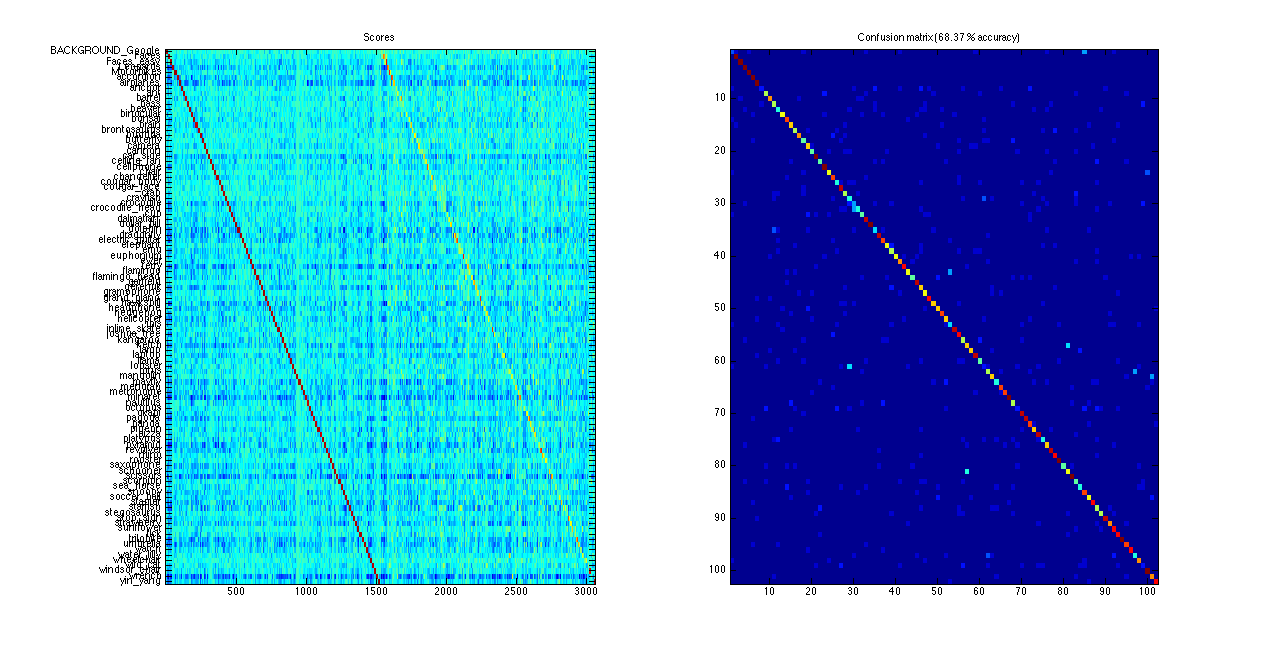 Scores
BACKGROUND_Google
Faces
Faces_easy
Leopards
Motorbikes
accordion
airplanes
anchor
ant
barrel
bass
beaver
binocular
bonsai
brain
brontosaurus
buddha
butterfly
camera
cannon
car_side
ceiling_fan
cellphone
chair
chandelier
cougar_body
cougar_face
crab
crayfish
crocodile
crocodile_head
cup
dalmatian
dollar_bill
dolphin
dragonfly
electric_guitar
elephant
emu
euphonium
ewer
ferry
flamingo
flamingo_head
garfield
gerenuk
gramophone
grand_piano
hawksbill
headphone
hedgehog
helicopter
ibis
inline_skate
joshua_tree
kangaroo
ketch
lamp
laptop
llama
lobster
lotus
mandolin
mayfly
menorah
metronome
minaret
nautilus
octopus
okapi
pagoda
panda
pigeon
pizza
platypus
pyramid
revolver
rhino
rooster
saxophone
schooner
scissors
scorpion
sea_horse
snoopy
soccer_ball
stapler
starfish
stegosaurus
stop_sign
strawberry
sunflower
tick
trilobite
umbrella
watch
water_lilly
wheelchair
wild_cat
windsor_chair
wrench
yin_yang
500 1000 1500 2000 2500 3000
Confusion matrix (68.37 % accuracy)
10
20
30
40
50
60
70
80
90
100
10 20 30 40 50 60 70 80 90 100